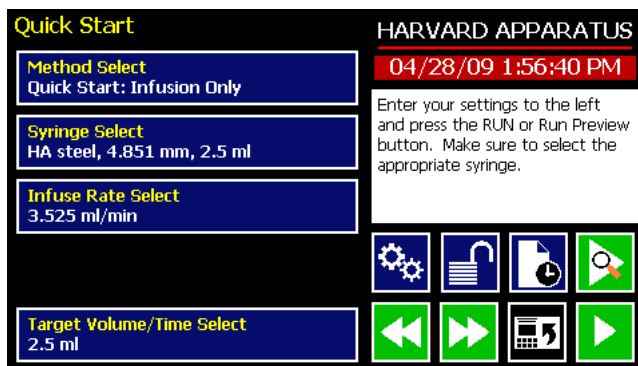 Quick Start
Method Select
Quick Start: Infusion Only
Syringe Select
HA steel, 4.851 mm, 2.5 ml
Infuse Rate Select
3.525 ml/min
Target Volume/Time Select
2.5 ml
HARVARD APPARATUS
04/28/09 1:56:40 PM
Enter your settings to the left
and press the RUN or Run Preview
button. Make sure to select the
appropriate syringe.